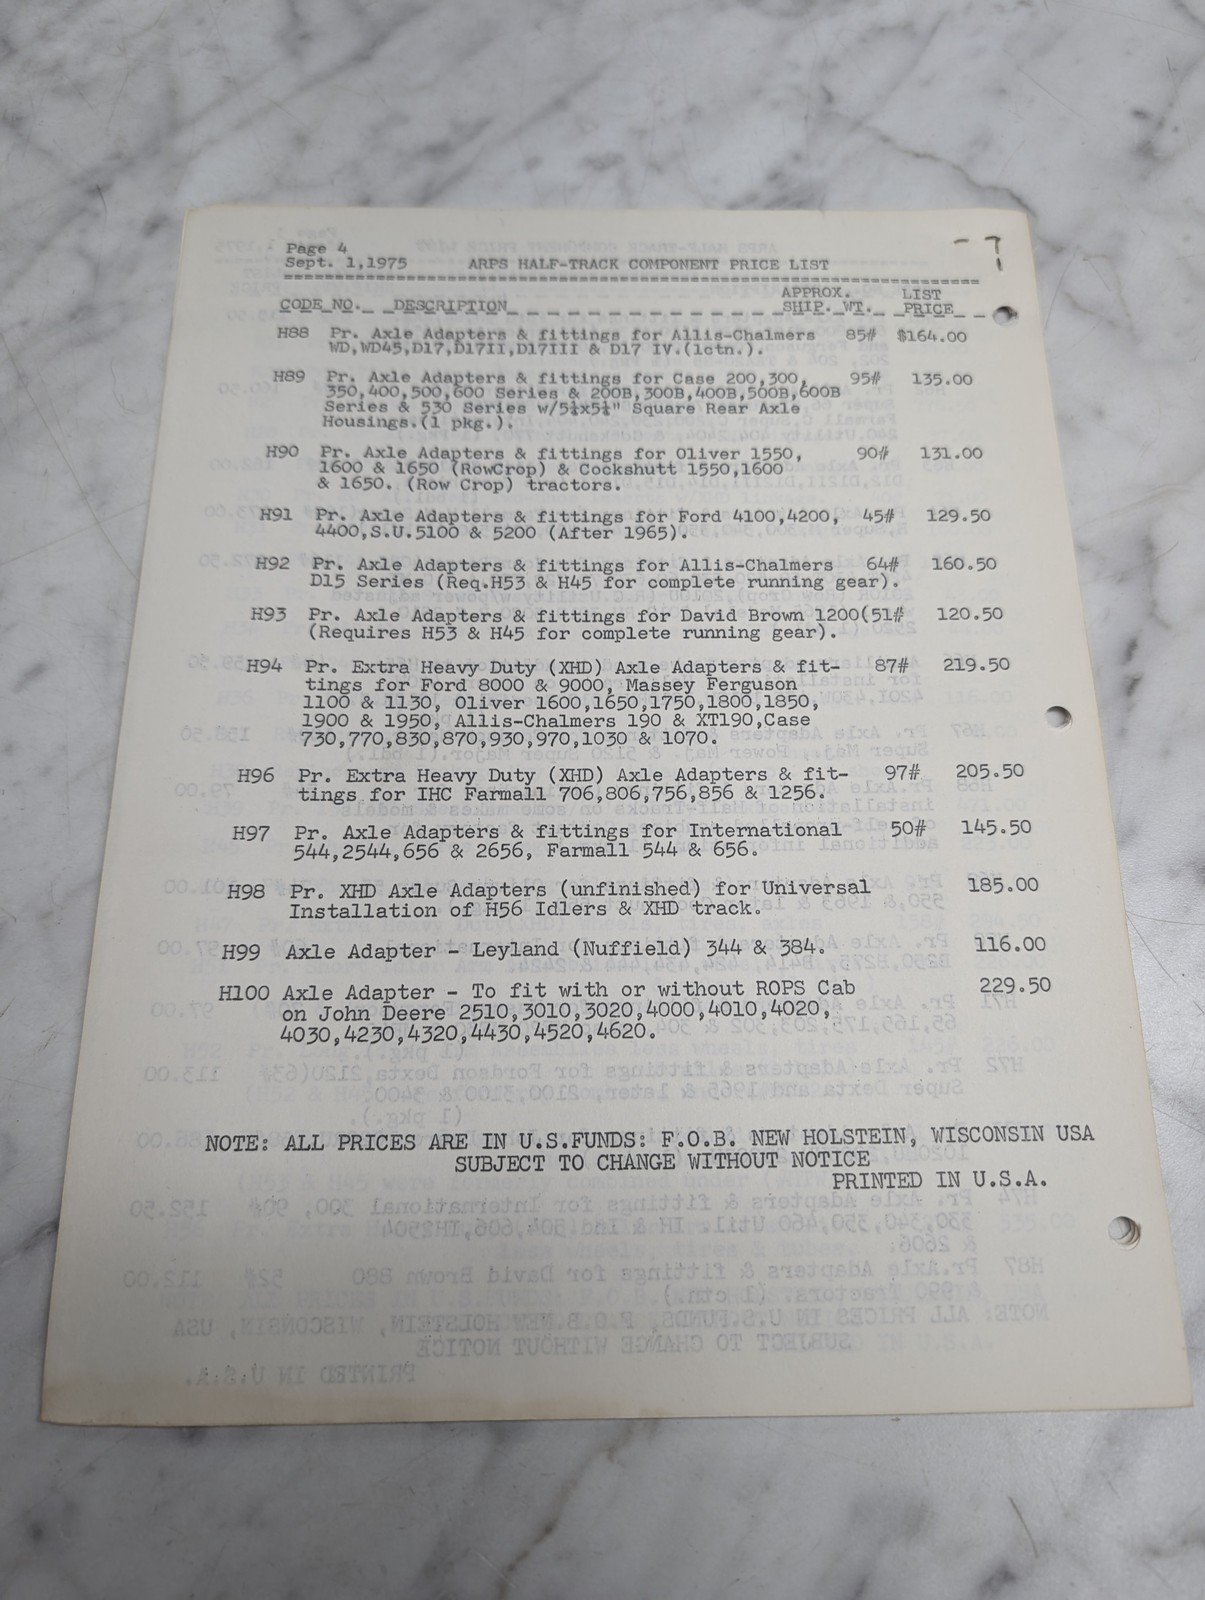 Page 4
Sept. 1,1975 ARPS HALF-TRACK COMPONENT PRICE LIST
APPROX. LIST
CODE NO. DESCRIPTION SHIP. WT. PRICE
H88 Pr. Axle Adapters & fittings for Allis-Chalmers 85# $164.00
WD,WD45,D17,D17II,D17III & D17 IV.(1ctn.).
H89 Pr. Axle Adapters & fittings for Case 200,300, 95# 135.00
350,400,500,600 Series & 200B,300B,400B,500B,600B
Series & 530 Series w/5¼x5¼" Square Rear Axle
Housings.(1 pkg.).
H90 Pr. Axle Adapters & fittings for Oliver 1550, 90# 131.00
1600 & 1650 (RowCrop) & Cockshutt 1550,1600
& 1650. (Row Crop) tractors.
H91 Pr. Axle Adapters & fittings for Ford 4100,4200, 45# 129.50
4400,S.U.5100 & 5200 (After 1965).
H92 Pr. Axle Adapters & fittings for Allis-Chalmers 64# 160.50
D15 Series (Req.H53 & H45 for complete running gear).
H93 Pr. Axle Adapters & fittings for David Brown 1200(51# 120.50
(Requires H53 & H45 for complete running gear).
H94 Pr. Extra Heavy Duty (XHD) Axle Adapters & fit- 87# 219.50
tings for Ford 8000 & 9000, Massey Ferguson
1100 & 1130, Oliver 1600,1650,1750,1800,1850,
1900 & 1950, Allis-Chalmers 190 & XT190,Case
730,770,830,870,930,970,1030 & 1070.
H96 Pr. Extra Heavy Duty (XHD) Axle Adapters & fit- 97# 205.50
tings for IHC Farmall 706,806,756,856 & 1256.
H97 Pr. Axle Adapters & fittings for International 50# 145.50
544,2544,656 & 2656, Farmall 544 & 656.
H98 Pr. XHD Axle Adapters (unfinished) for Universal 185.00
Installation of H56 Idlers & XHD track.
H99 Axle Adapter - Leyland (Nuffield) 344 & 384. 116.00
H100 Axle Adapter - To fit with or without ROPS Cab 229.50
on John Deere 2510,3010,3020,4000,4010,4020,
4030,4230,4320,4430,4520,4620.
NOTE: ALL PRICES ARE IN U.S.FUNDS: F.O.B. NEW HOLSTEIN, WISCONSIN USA
SUBJECT TO CHANGE WITHOUT NOTICE
PRINTED IN U.S.A.